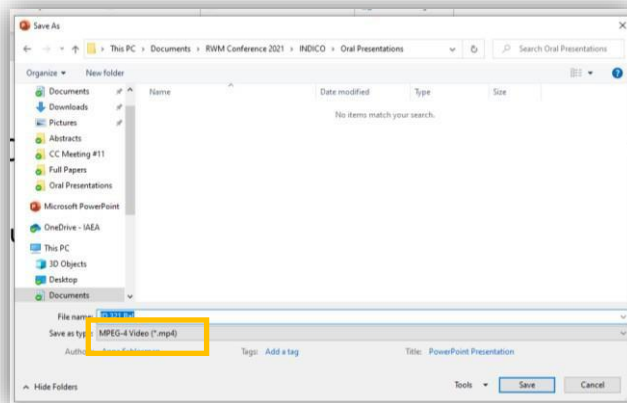 Save As
This PC > Documents > RWM Conference 2021 > INDICO > Oral Presentations
Search Oral Presentations
Organize
New folder
Name
Date modified
Type
Size
No items match your search.
Documents
Downloads
Pictures
Abstracts
CC Meeting #11
Full Papers
Oral Presentations
Microsoft PowerPoint
OneDrive - IAEA
This PC
3D Objects
Desktop
Documents
File name:
Save as type: MPEG-4 Video (*.mp4)
Tags: Add a tag
Title: PowerPoint Presentation
Hide Folders
Tools
Save
Cancel